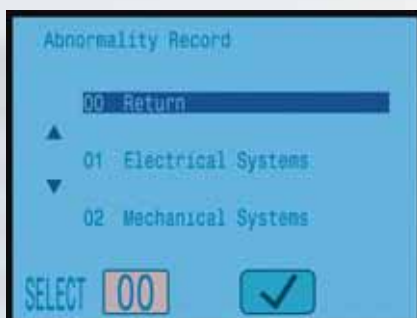 Abnormality Record
00 Return
01 Electrical Systems
02 Mechanical Systems
SELECT 00